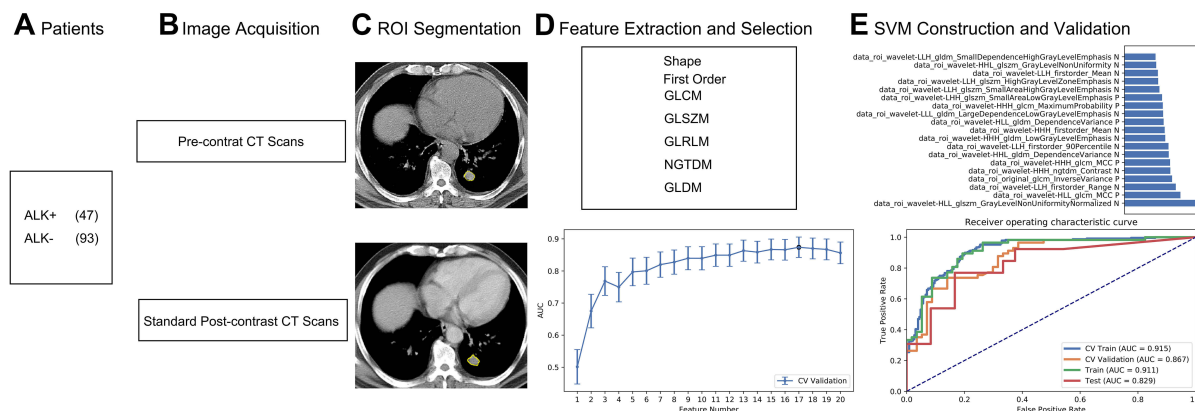 A Patients
B Image Acquisition
C ROI Segmentation
D Feature Extraction and Selection
E SVM Construction and Validation
ALK+ (47)
ALK- (93)
Pre-contrat CT Scans
Standard Post-contrast CT Scans
Shape
First Order
GLCM
GLSZM
GLRLM
NGTDM
GLDM
0.9
0.8
0.7
0.6
0.5
AUC
CV Validation
1 2 3 4 5 6 7 8 9 10 11 12 13 14 15 16 17 18 19 20
Feature Number
data_roi_wavelet-LLH_gldm_SmallDependenceHighGrayLevelEmphasis N
data_roi_wavelet-HHL_glszm_GrayLevelNonUniformity N
data_roi_wavelet-LLH_firstorder_Mean N
data_roi_wavelet-LLH_glszm_HighGrayLevelZoneEmphasis N
data_roi_wavelet-LLH_glszm_SmallAreaHighGrayLevelEmphasis N
data_roi_wavelet-LHH_glszm_SmallAreaLowGrayLevelEmphasis P
data_roi_wavelet-HHH_glcm_MaximumProbability P
data_roi_wavelet-LLL_gldm_LargeDependenceLowGrayLevelEmphasis N
data_roi_wavelet-HLL_gldm_DependenceVariance P
data_roi_wavelet-HHH_firstorder_Mean N
data_roi_wavelet-HHH_gldm_LowGrayLevelEmphasis N
data_roi_wavelet-LLH_firstorder_90Percentile N
data_roi_wavelet-HHL_gldm_DependenceVariance N
data_roi_wavelet-HHH_glcm_MCC P
data_roi_wavelet-HHH_ngtdm_Contrast N
data_roi_original_glcm_InverseVariance P
data_roi_wavelet-LLH_firstorder_Range N
data_roi_wavelet-HLL_glcm_MCC P
data_roi_wavelet-HLL_glszm_GrayLevelNonUniformityNormalized N
Receiver operating characteristic curve
1.0
0.8
0.6
0.4
0.2
0.0
True Positive Rate
CV Train (AUC = 0.915)
CV Validation (AUC = 0.867)
Train (AUC = 0.911)
Test (AUC = 0.829)
0.0 0.2 0.4 0.6 0.8
False Positive Rate